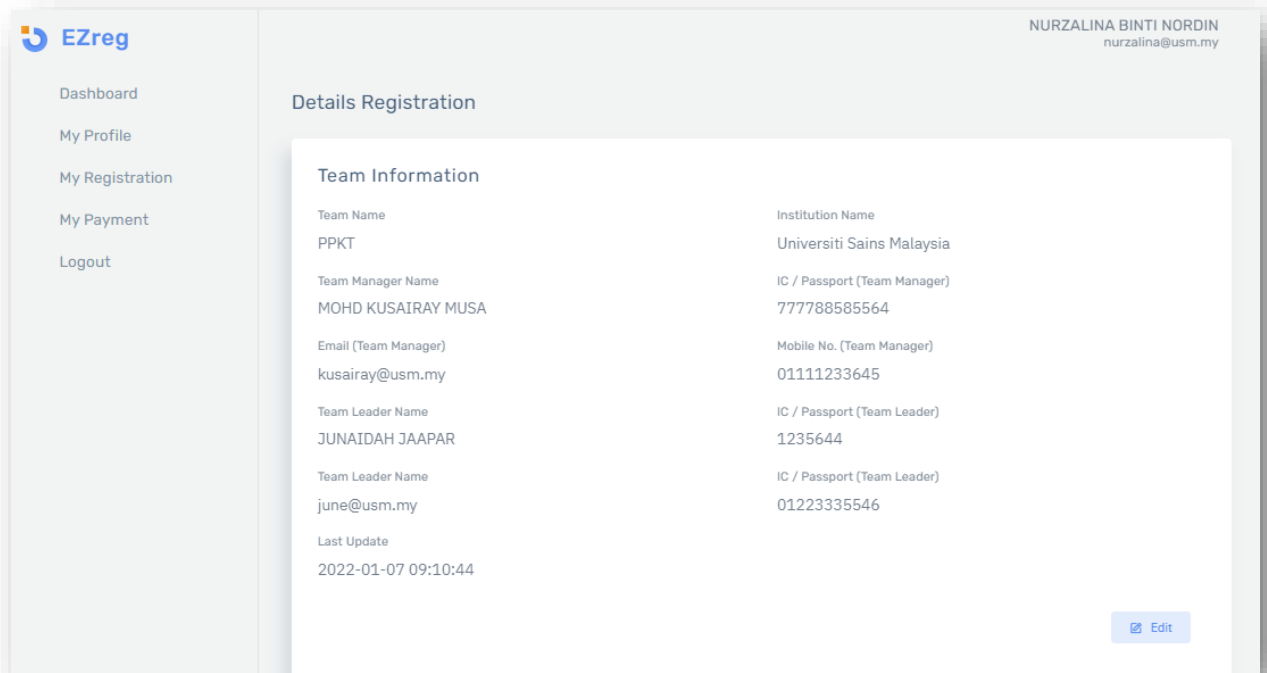 EZreg
NURZALINA BINTI NORDIN
nurzalina@usm.my
Dashboard
My Profile
My Registration
My Payment
Logout
Details Registration
Team Information
Team Name
Institution Name
PPKT
Universiti Sains Malaysia
Team Manager Name
IC / Passport (Team Manager)
MOHD KUSAIRAY MUSA
777788585564
Email (Team Manager)
Mobile No. (Team Manager)
kusairay@usm.my
01111233645
Team Leader Name
IC / Passport (Team Leader)
JUNAIDAH JAAPAR
1235644
Team Leader Name
IC / Passport (Team Leader)
june@usm.my
01223335546
Last Update
2022-01-07 09:10:44
Edit